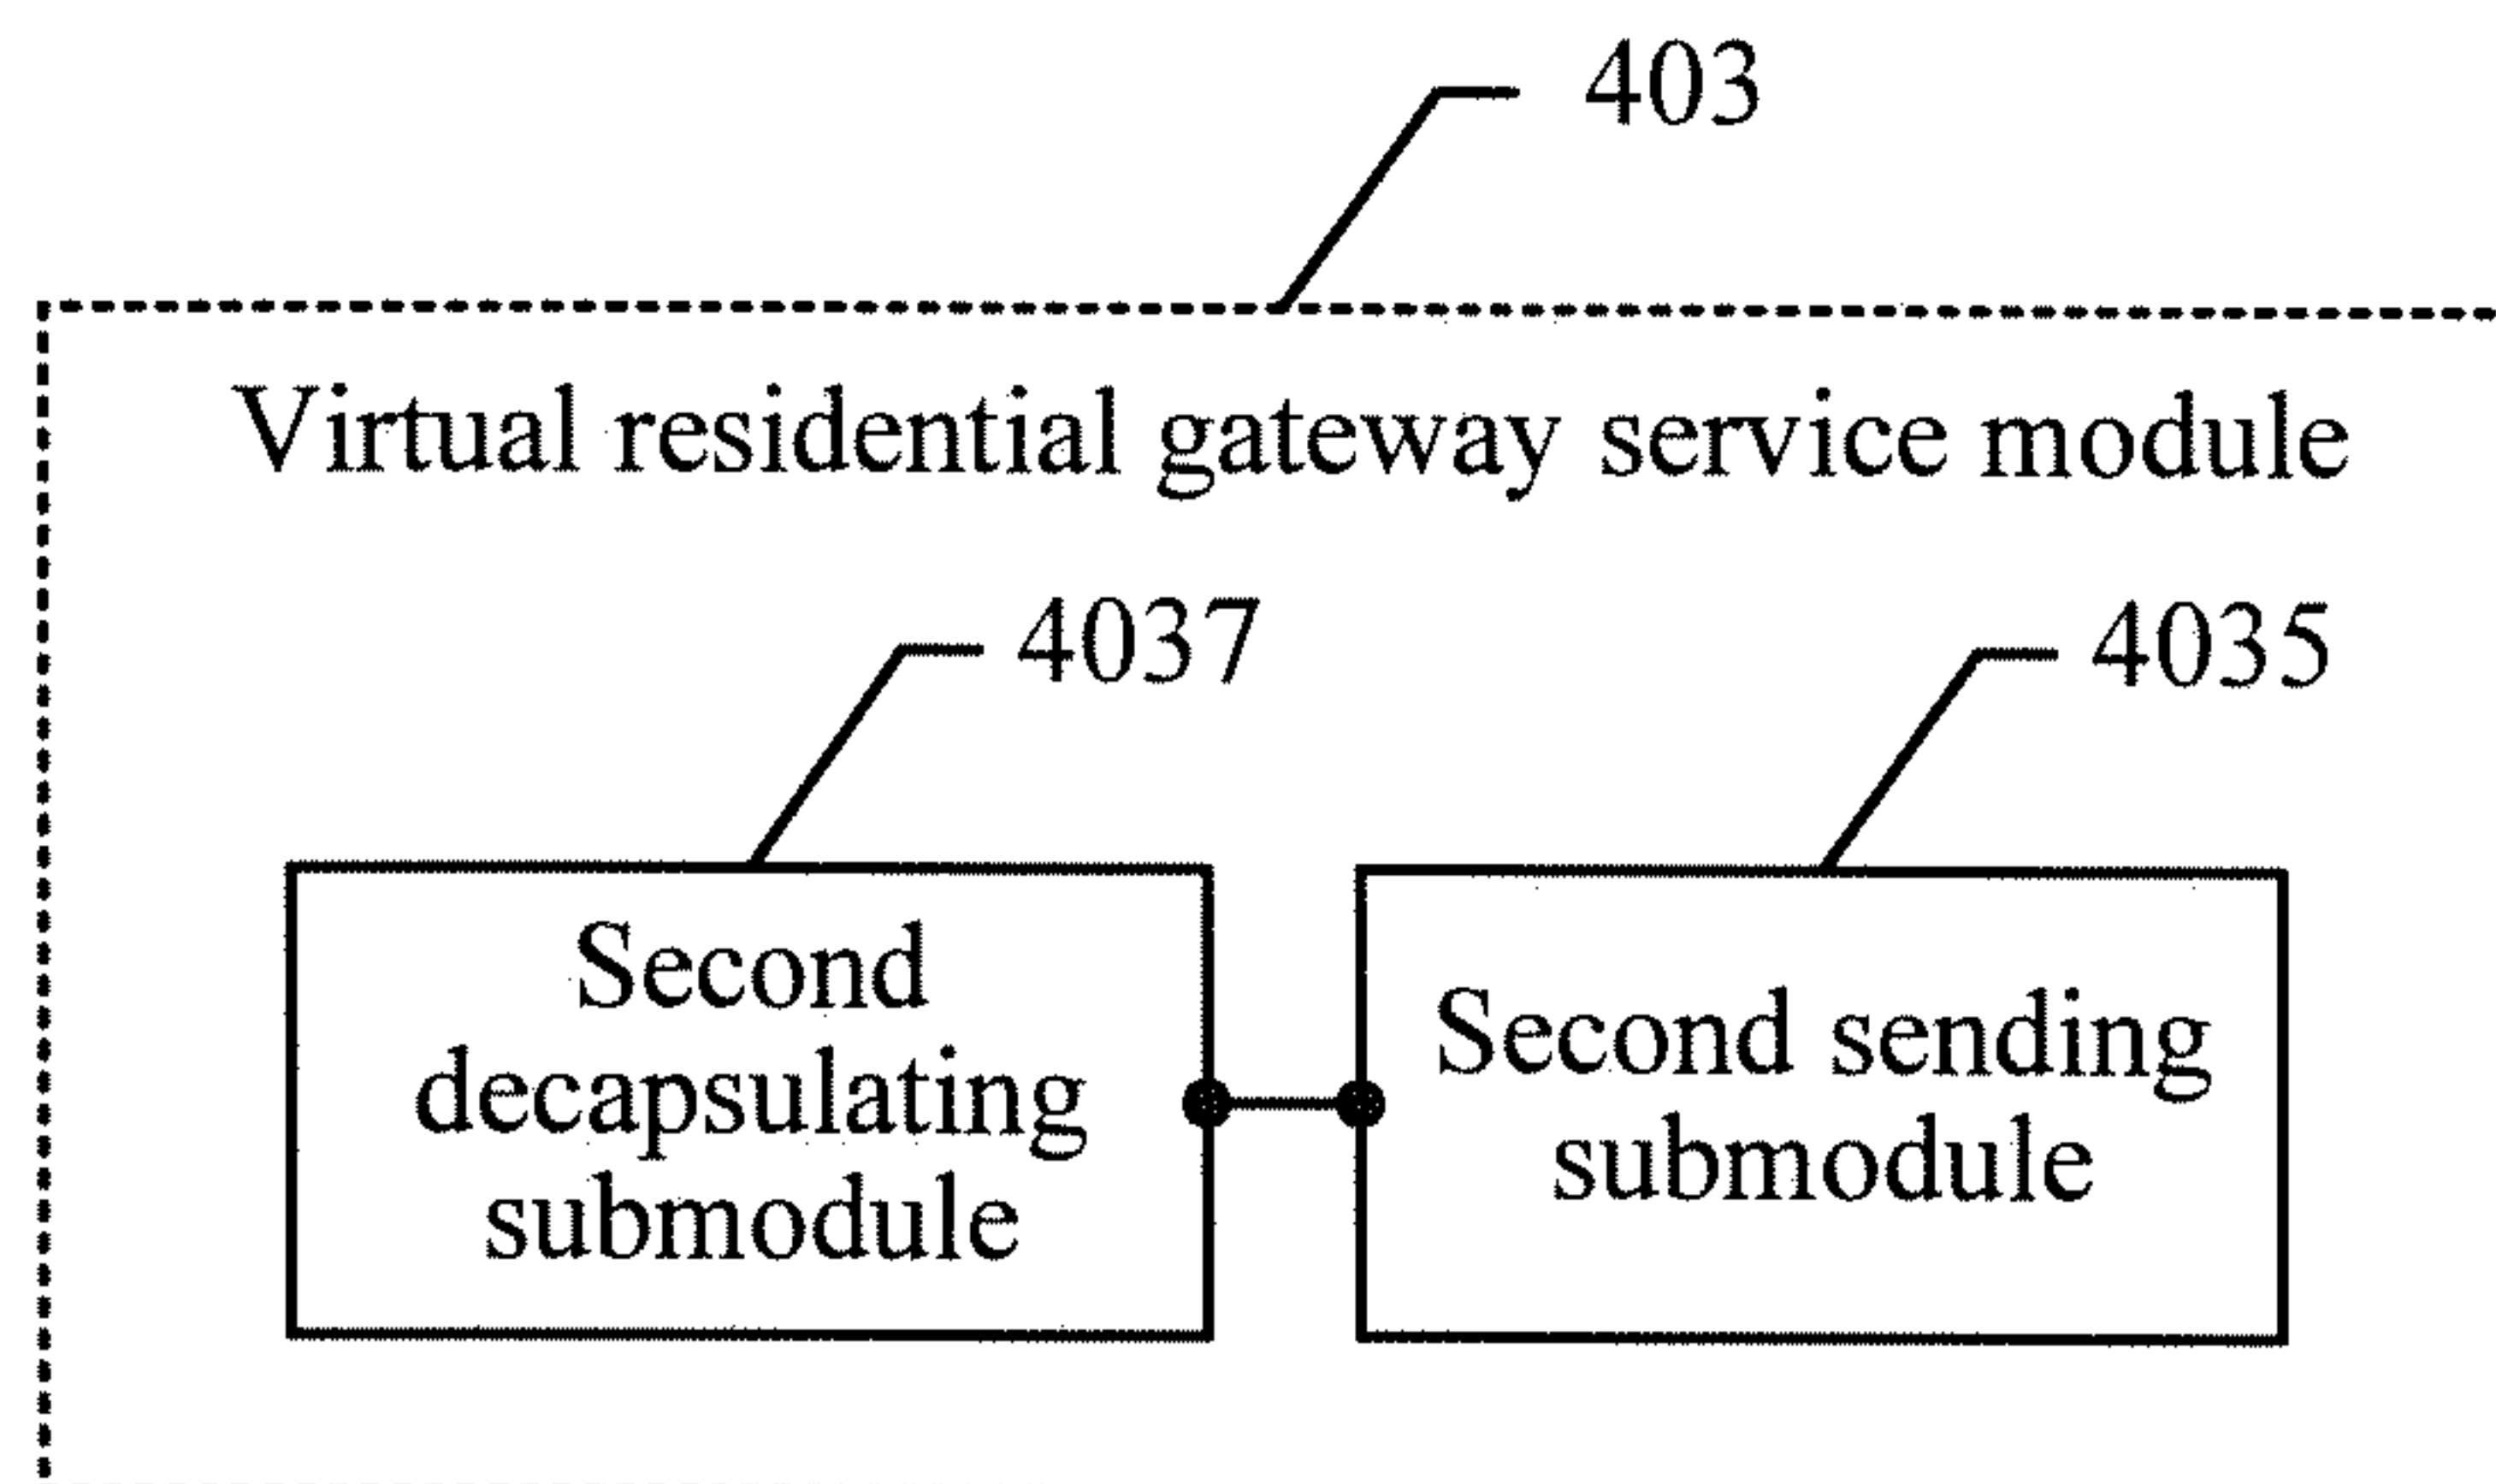 403
Virtual residential gateway service module
4037
4035
Second
decapsulating
submodule
Second sending
submodule